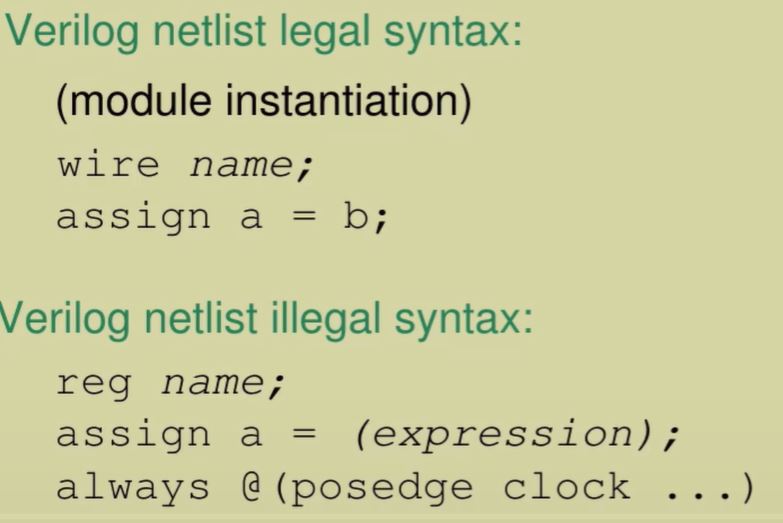 Verilog netlist legal syntax:
(module instantiation)
wire name;
assign a = b;
Verilog netlist illegal syntax:
reg name;
assign a = (expression);
always @(posedge clock ...)